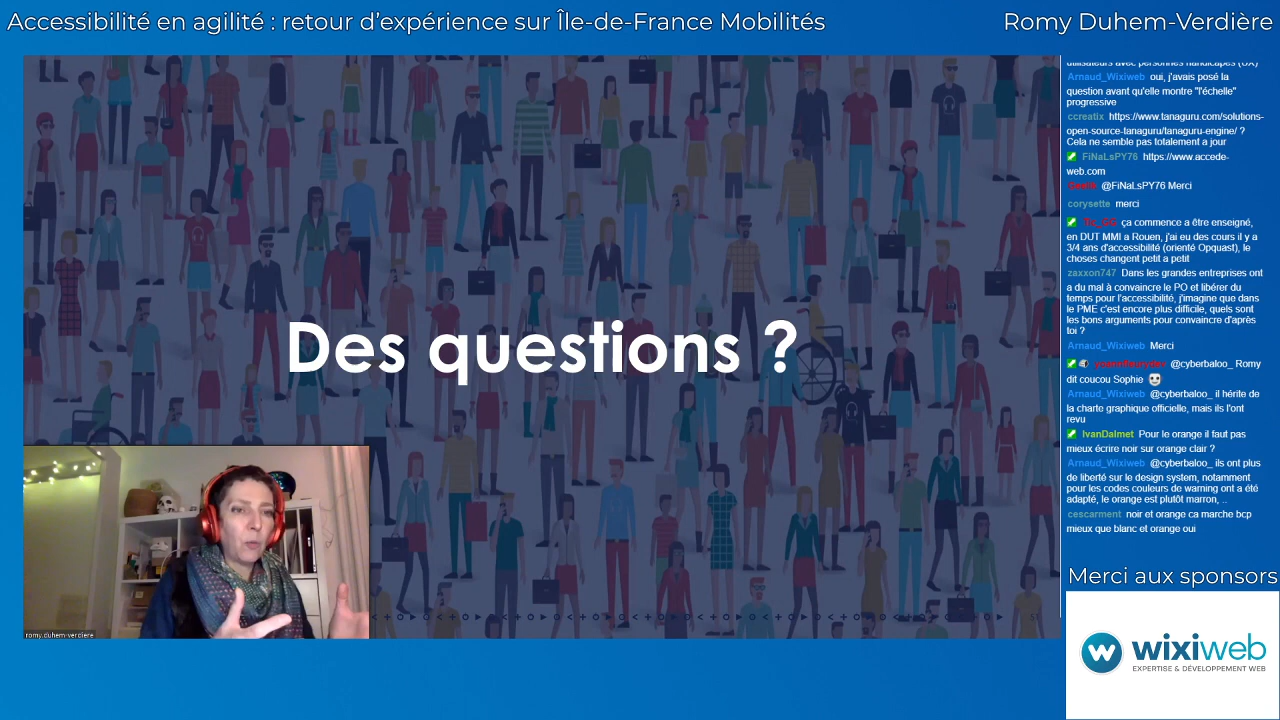 Accessibilité en agilité : retour d’expérience sur Île-de-France Mobilités
Romy Duhem-Verdière
Des questions ?
romy.duhem-verdiere
utilisateurs avec personnes handicapés (UX)
Arnaud_Wixiweb oui, j'avais posé la
question avant qu'elle montre "l'échelle"
progressive
ccreatix https://www.tanaguru.com/solutions-
open-source-tanaguru/tanaguru-engine/ ?
Cela ne semble pas totalement a jour
FiNaLsPY76 https://www.accede-
web.com
@FiNaLsPY76 Merci
corysette merci
ça commence a être enseigné,
en DUT MMI a Rouen, j'ai eu des cours il y a
3/4 ans d'accessibilité (orienté Opquast), le
choses changent petit a petit
zaxxon747 Dans les grandes entreprises ont
a du mal à convaincre le PO et libérer du
temps pour l'accessibilité, j'imagine que dans
le PME c'est encore plus difficile, quels sont
les bons arguments pour convaincre d'après
toi ?
Arnaud_Wixiweb Merci
@cyberbaloo_ Romy
dit coucou Sophie
Arnaud_Wixiweb @cyberbaloo_ il hérite de
la charte graphique officielle, mais ils l'ont
revu
IvanDalmet Pour le orange il faut pas
mieux écrire noir sur orange clair ?
Arnaud_Wixiweb @cyberbaloo_ ils ont plus
de liberté sur le design system, notamment
pour les codes couleurs de warning ont a été
adapté, le orange est plutôt marron, ..
cescarment noir et orange ca marche bcp
mieux que blanc et orange oui
Merci aux sponsors
wixiweb
EXPERTISE & DÉVELOPPEMENT WEB